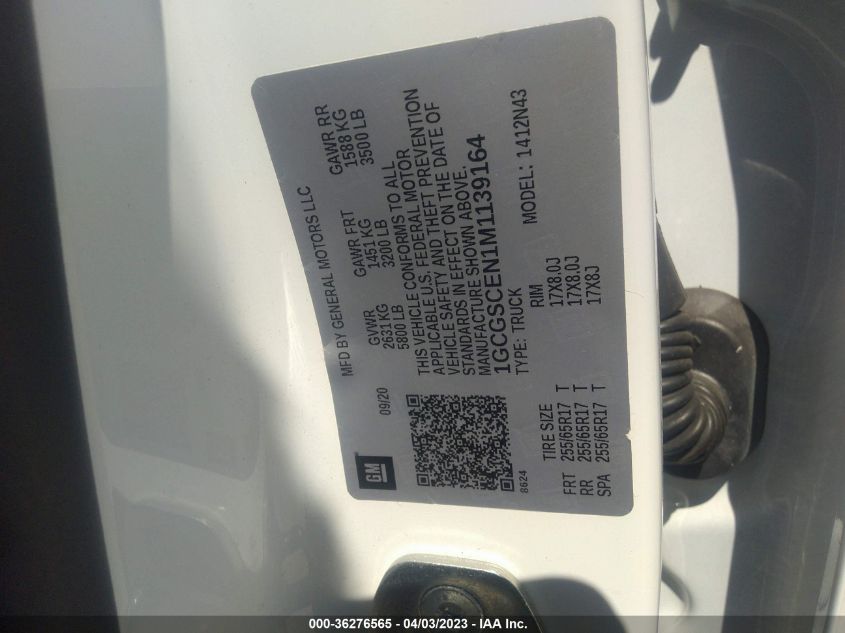 MFD BY GENERAL MOTORS LLC
GM
09/20
GVWR GAWR FRT GAWR RR
2631 KG 1451 KG 1588 KG
5800 LB 3200 LB 3500 LB
THIS VEHICLE CONFORMS TO ALL
APPLICABLE U.S. FEDERAL MOTOR
VEHICLE SAFETY AND THEFT PREVENTION
STANDARDS IN EFFECT ON THE DATE OF
MANUFACTURE SHOWN ABOVE.
1GCGSCEN1M1139164
8624
TYPE: TRUCK MODEL: 1412N43
TIRE SIZE RIM
FRT 255/65R17 T 17X8.0J
RR 255/65R17 T 17X8.0J
SPA 255/65R17 T 17X8J
000-36276565 - 04/03/2023 - IAA Inc.